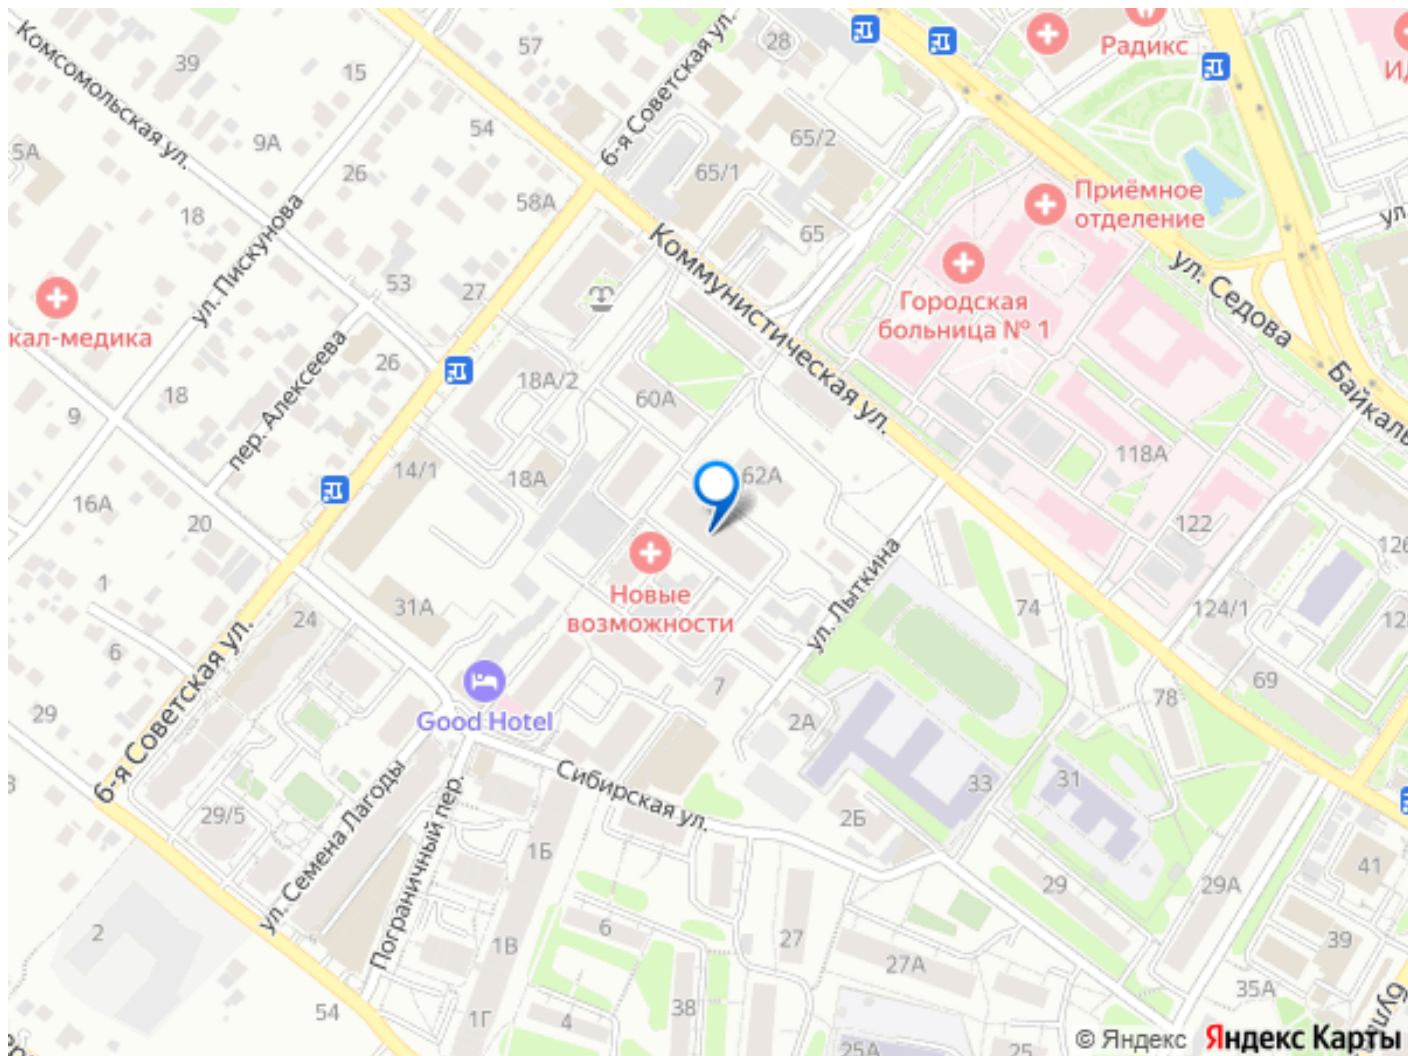 57
28
Радикс
Комсомольская ул.
39
15
6-я Советская ул.
54
65/2
5А
9А
26
65/1
Приёмное
отделение
ул.
18
58А
ул. Пискунова
65
Коммунистическая ул.
ул. Седова
53
27
Городская
больница № 1
кал-медика
пер. Алексеева
26
18А/2
60А
18
9
Байкаль
118А
14/1
18А
62А
16А
20
122
126
1
Новые
возможности
ул. Лыткина
31А
24
74
124/1
12
6
6-я Советская ул.
7
69
29
Good Hotel
2А
78
Сибирская ул.
33
31
29/5
2Б
ул. Семена Лагоды
Пограничный пер.
1Б
29
29А
41
2
6
27
1В
27А
39
35А
38
54
1Г
4
25А
25
© Яндекс Яндекс Карты